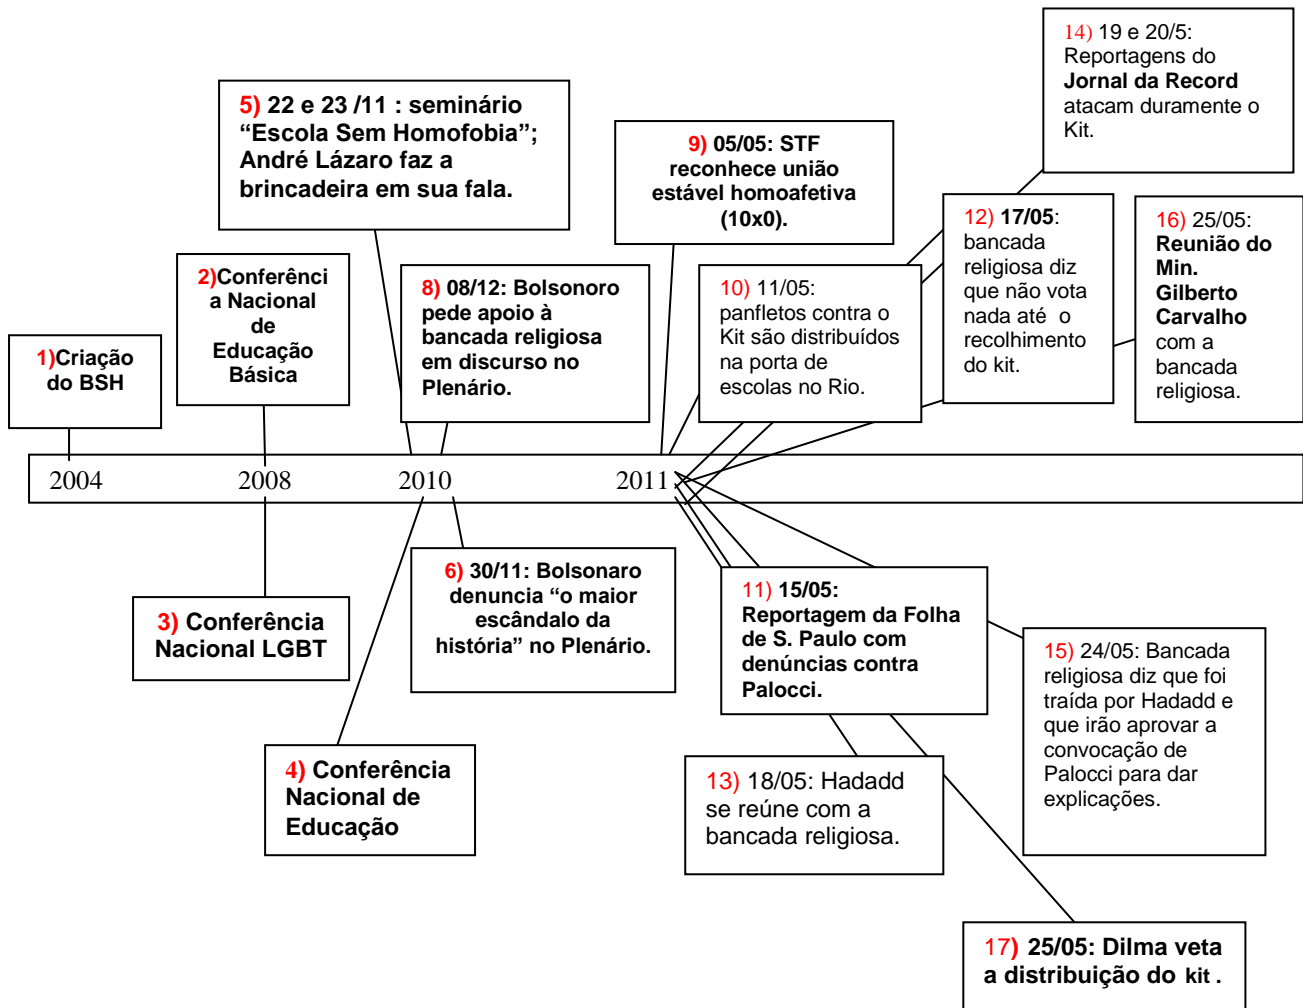 14) 19 e 20/5:
Reportagens do
Jornal da Record
atacam duramente o
Kit.
5) 22 e 23 /11 : seminário
“Escola Sem Homofobia”;
André Lázaro faz a
brincadeira em sua fala.
9) 05/05: STF
reconhece união
estável homoafetiva
(10x0).
12) 17/05:
bancada
religiosa diz
que não vota
nada até o
recolhimento
do kit.
16) 25/05:
Reunião do
Min.
Gilberto
Carvalho
com a
bancada
religiosa.
2)Conferênci
a Nacional
de
Educação
Básica
8) 08/12: Bolsonoro
pede apoio à
bancada religiosa
em discurso no
Plenário.
10) 11/05:
panfletos contra o
Kit são distribuídos
na porta de
escolas no Rio.
1)Criação
do BSH
2004 2008 2010 2011
6) 30/11: Bolsonaro
denuncia “o maior
escândalo da
história” no Plenário.
11) 15/05:
Reportagem da Folha
de S. Paulo com
denúncias contra
Palocci.
3) Conferência
Nacional LGBT
15) 24/05: Bancada
religiosa diz que foi
traída por Hadadd e
que irão aprovar a
convocação de
Palocci para dar
explicações.
4) Conferência
Nacional de
Educação
13) 18/05: Hadadd
se reúne com a
bancada religiosa.
17) 25/05: Dilma veta
a distribuição do kit .